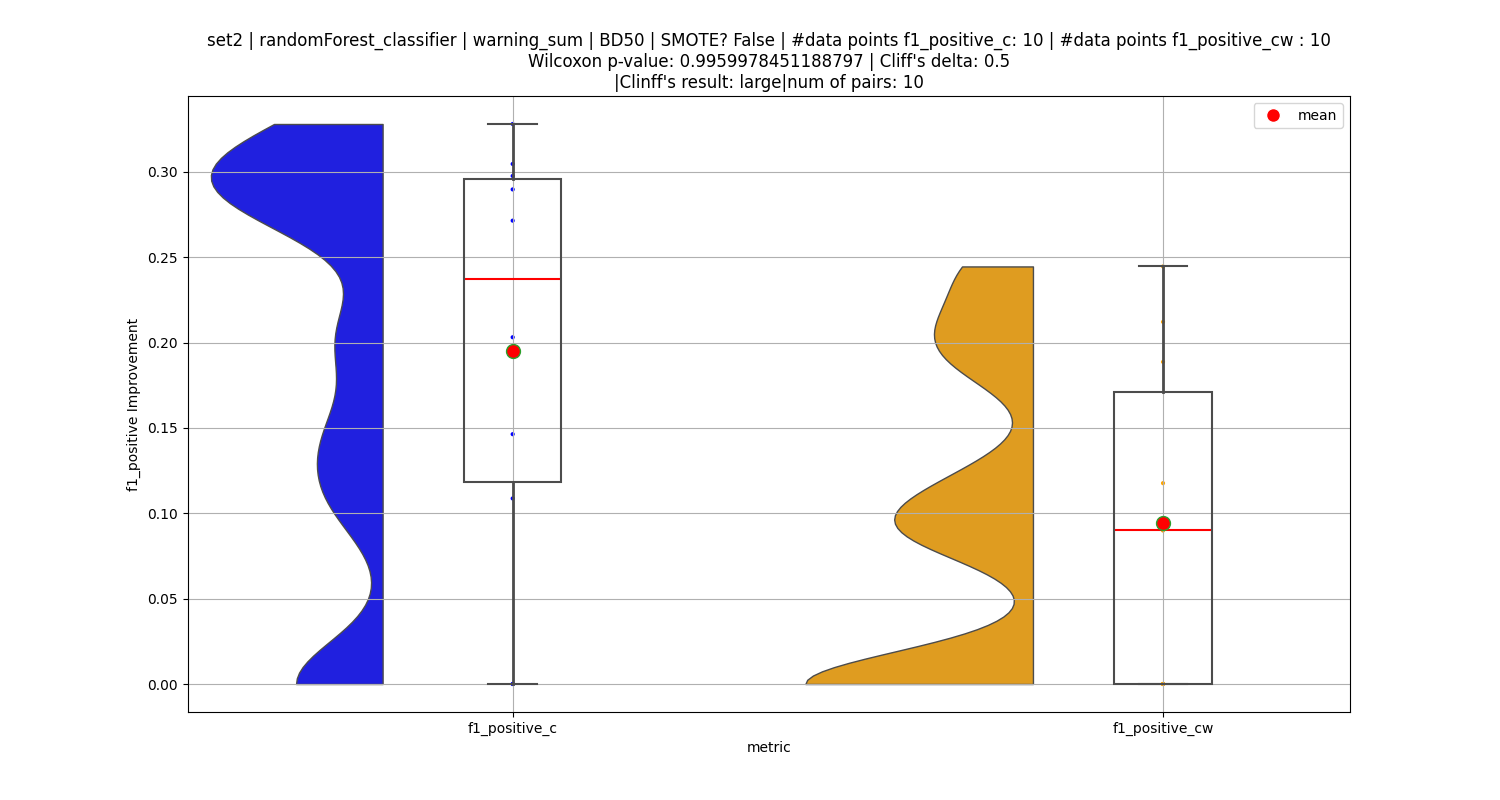 set2 | randomForest_classifier | warning_sum | BD50 | SMOTE? False | #data points f1_positive_c: 10 | #data points f1_positive_cw : 10
Wilcoxon p-value: 0.9959978451188797 | Cliff's delta: 0.5
|Clinff's result: large|num of pairs: 10
mean
0.30
0.25
0.20
0.15
0.10
0.05
0.00
f1_positive Improvement
f1_positive_c
f1_positive_cw
metric